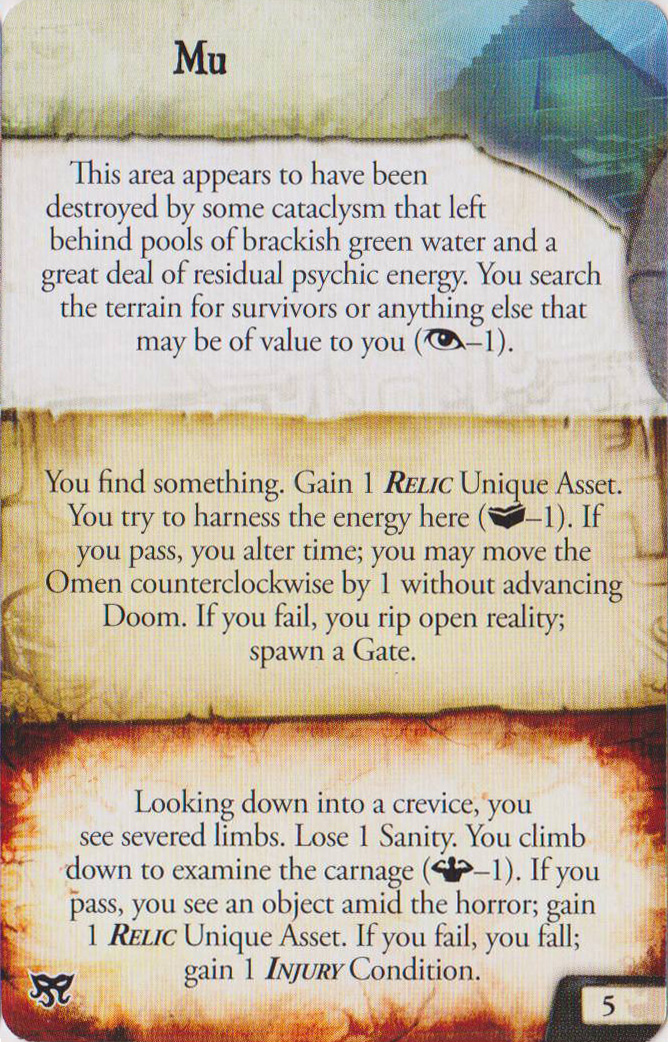 Mu
This area appears to have been
destroyed by some cataclysm that left
behind pools of brackish green water and a
great deal of residual psychic energy. You search
the terrain for survivors or anything else that
may be of value to you (–1).
You find something. Gain 1 RELIC Unique Asset.
You try to harness the energy here (–1). If
you pass, you alter time; you may move the
Omen counterclockwise by 1 without advancing
Doom. If you fail, you rip open reality;
spawn a Gate.
Looking down into a crevice, you
see severed limbs. Lose 1 Sanity. You climb
down to examine the carnage (–1). If you
pass, you see an object amid the horror; gain
1 RELIC Unique Asset. If you fail, you fall;
gain 1 INJURY Condition.
5